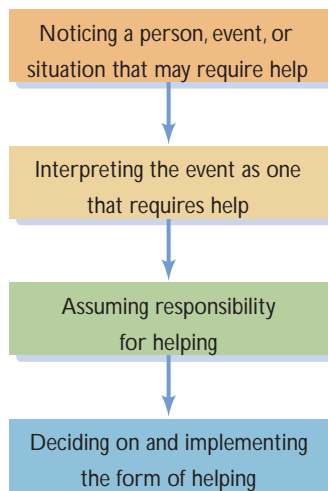 Noticing a person, event, or
situation that may require help
Interpreting the event as one
that requires help
Assuming responsibility
for helping
Deciding on and implementing
the form of helping